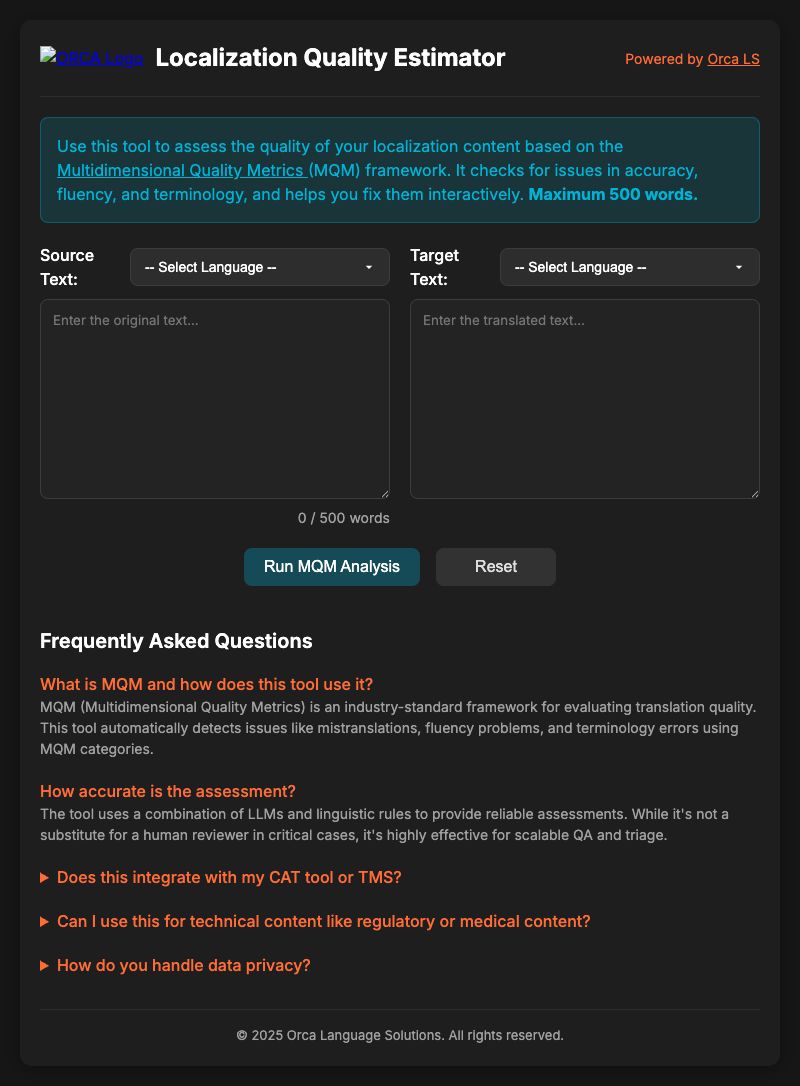 ORCA Logo Localization Quality Estimator Powered by Orca LS
Use this tool to assess the quality of your localization content based on the
Multidimensional Quality Metrics (MQM) framework. It checks for issues in accuracy,
fluency, and terminology, and helps you fix them interactively. Maximum 500 words.
Source Text: -- Select Language --
Target Text: -- Select Language --
Enter the original text...
Enter the translated text...
0 / 500 words
Run MQM Analysis Reset
Frequently Asked Questions
What is MQM and how does this tool use it?
MQM (Multidimensional Quality Metrics) is an industry-standard framework for evaluating translation quality.
This tool automatically detects issues like mistranslations, fluency problems, and terminology errors using
MQM categories.
How accurate is the assessment?
The tool uses a combination of LLMs and linguistic rules to provide reliable assessments. While it's not a
substitute for a human reviewer in critical cases, it's highly effective for scalable QA and triage.
Does this integrate with my CAT tool or TMS?
Can I use this for technical content like regulatory or medical content?
How do you handle data privacy?
© 2025 Orca Language Solutions. All rights reserved.